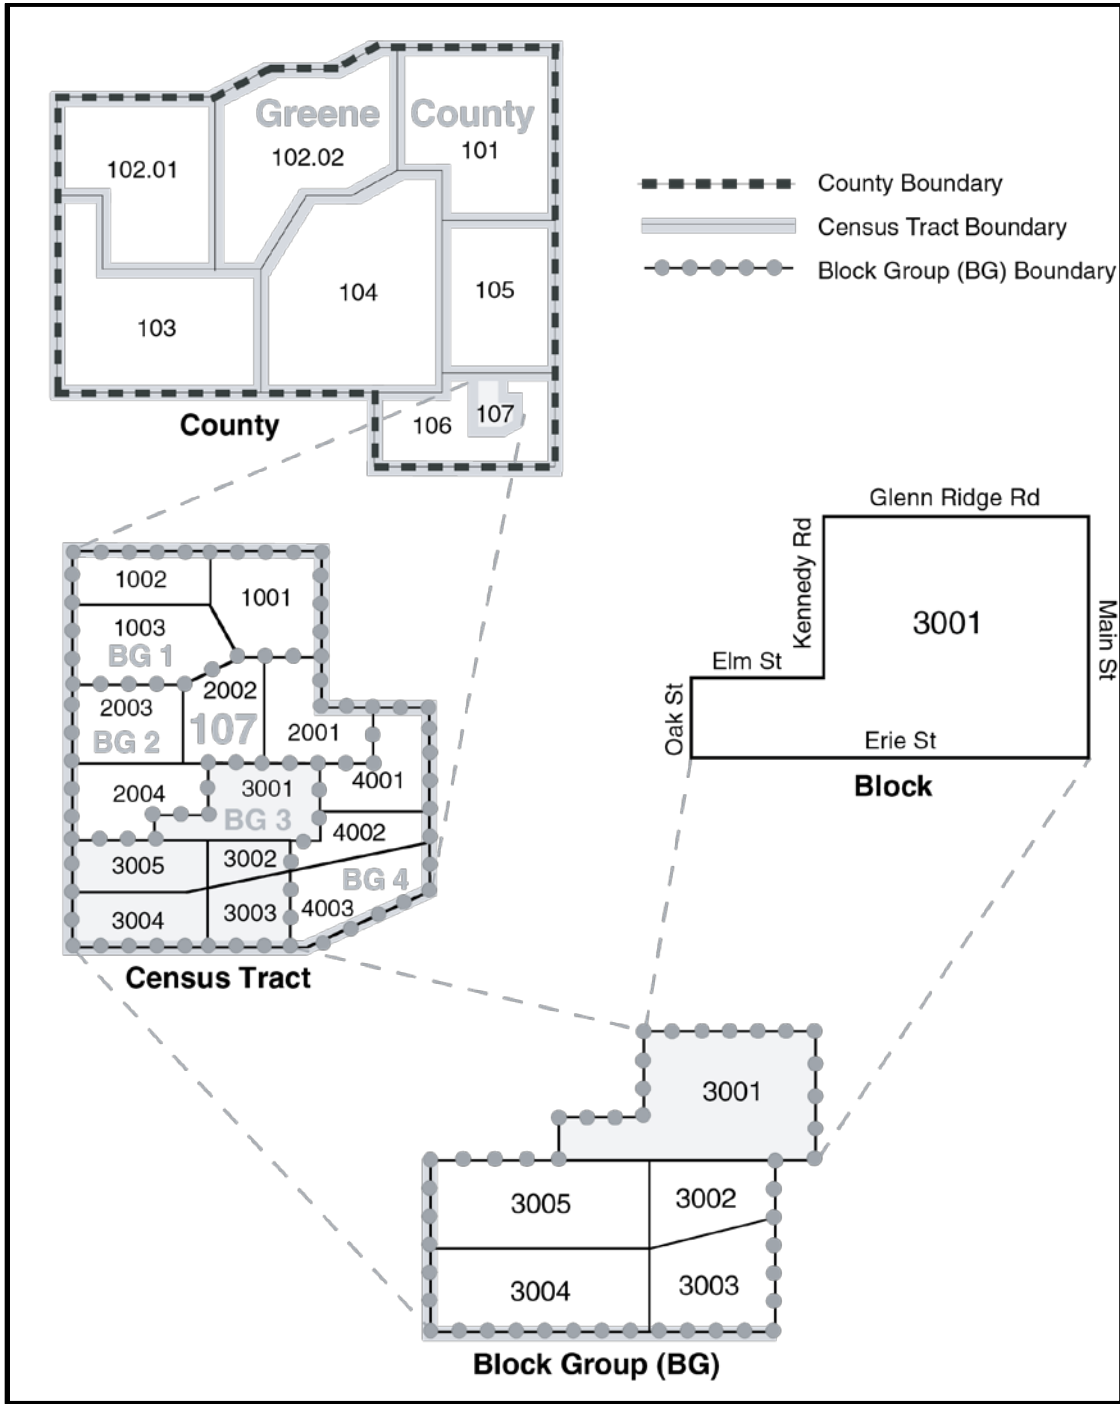 Greene County
102.01
102.02
101
103
104
105
106
107
County
County Boundary
Census Tract Boundary
Block Group (BG) Boundary
1002
1001
1003
BG 1
2002
2003
BG 2
107
2001
2004
3001
BG 3
4001
4002
3005
3002
BG 4
3004
3003
4003
Census Tract
Glenn Ridge Rd
Kennedy Rd
3001
Main St
Elm St
Oak St
Erie St
Block
3001
3005
3002
3004
3003
Block Group (BG)